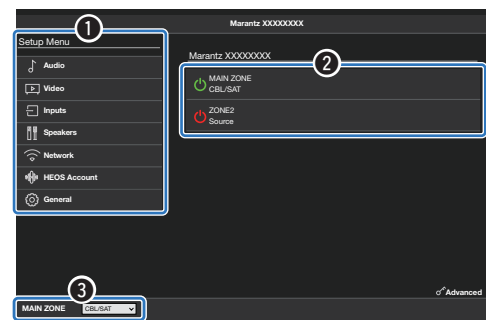 Marantz XXXXXXXX
1
Setup Menu
Audio
Video
Inputs
Speakers
Network
HEOS Account
General
Marantz XXXXXXXX
2
MAIN ZONE
CBL/SAT
ZONE2
Source
Advanced
3
MAIN ZONE CBL/SAT